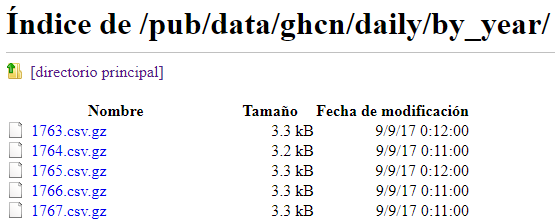 Índice de /pub/data/ghcn/daily/by_year/
[directorio principal]
Nombre Tamaño Fecha de modificación
1763.csv.gz 3.3 kB 9/9/17 0:12:00
1764.csv.gz 3.2 kB 9/9/17 0:11:00
1765.csv.gz 3.3 kB 9/9/17 0:12:00
1766.csv.gz 3.3 kB 9/9/17 0:11:00
1767.csv.gz 3.3 kB 9/9/17 0:11:00